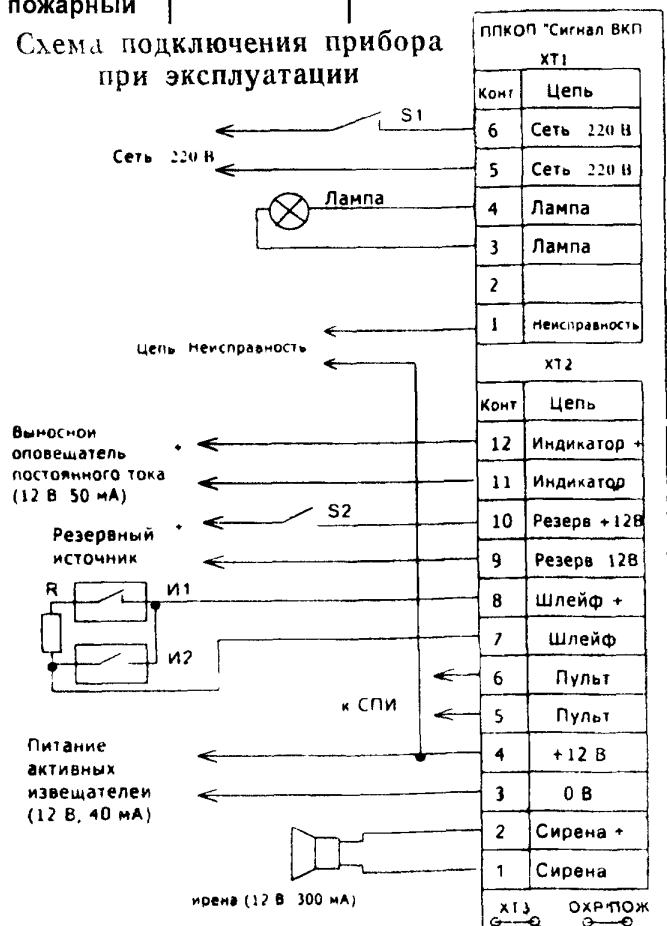 пожарный
Схема подключения прибора
при эксплуатации
ППКОП "Сигнал ВКП
XT1
Конт Цепь
6 Сеть 220 В
5 Сеть 220 В
4 Лампа
3 Лампа
2
1 Неисправность
S1
Сеть 220 В
Лампа
Цепь Неисправность
XT2
Конт Цепь
12 Индикатор +
11 Индикатор
10 Резерв +12В
9 Резерв 12В
8 Шлейф +
7 Шлейф
6 Пульт
5 Пульт
4 +12 В
3 0 В
2 Сирена +
1 Сирена
Выносной
оповещатель
постоянного тока
(12 В 50 мА)
+
S2
+
Резервный
источник
R
И1
И2
к СПИ
Питание
активных
извещателей
(12 В, 40 мА)
ирена (12 В 300 мА)
XT3 ОХР ПОЖ